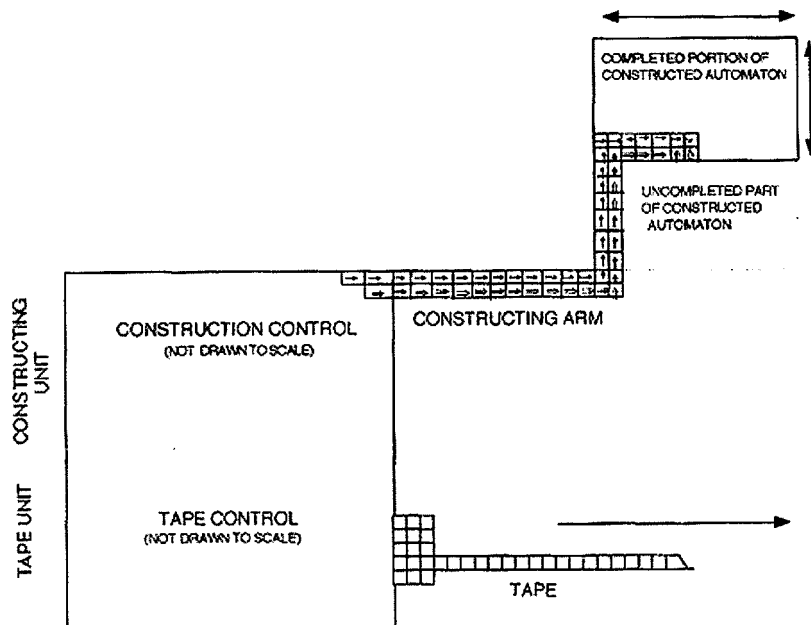 COMPLETED PORTION OF
CONSTRUCTED AUTOMATON
UNCOMPLETED PART
OF CONSTRUCTED
AUTOMATON
CONSTRUCTING ARM
CONSTRUCTION CONTROL
(NOT DRAWN TO SCALE)
CONSTRUCTING
UNIT
TAPE UNIT
TAPE CONTROL
(NOT DRAWN TO SCALE)
TAPE